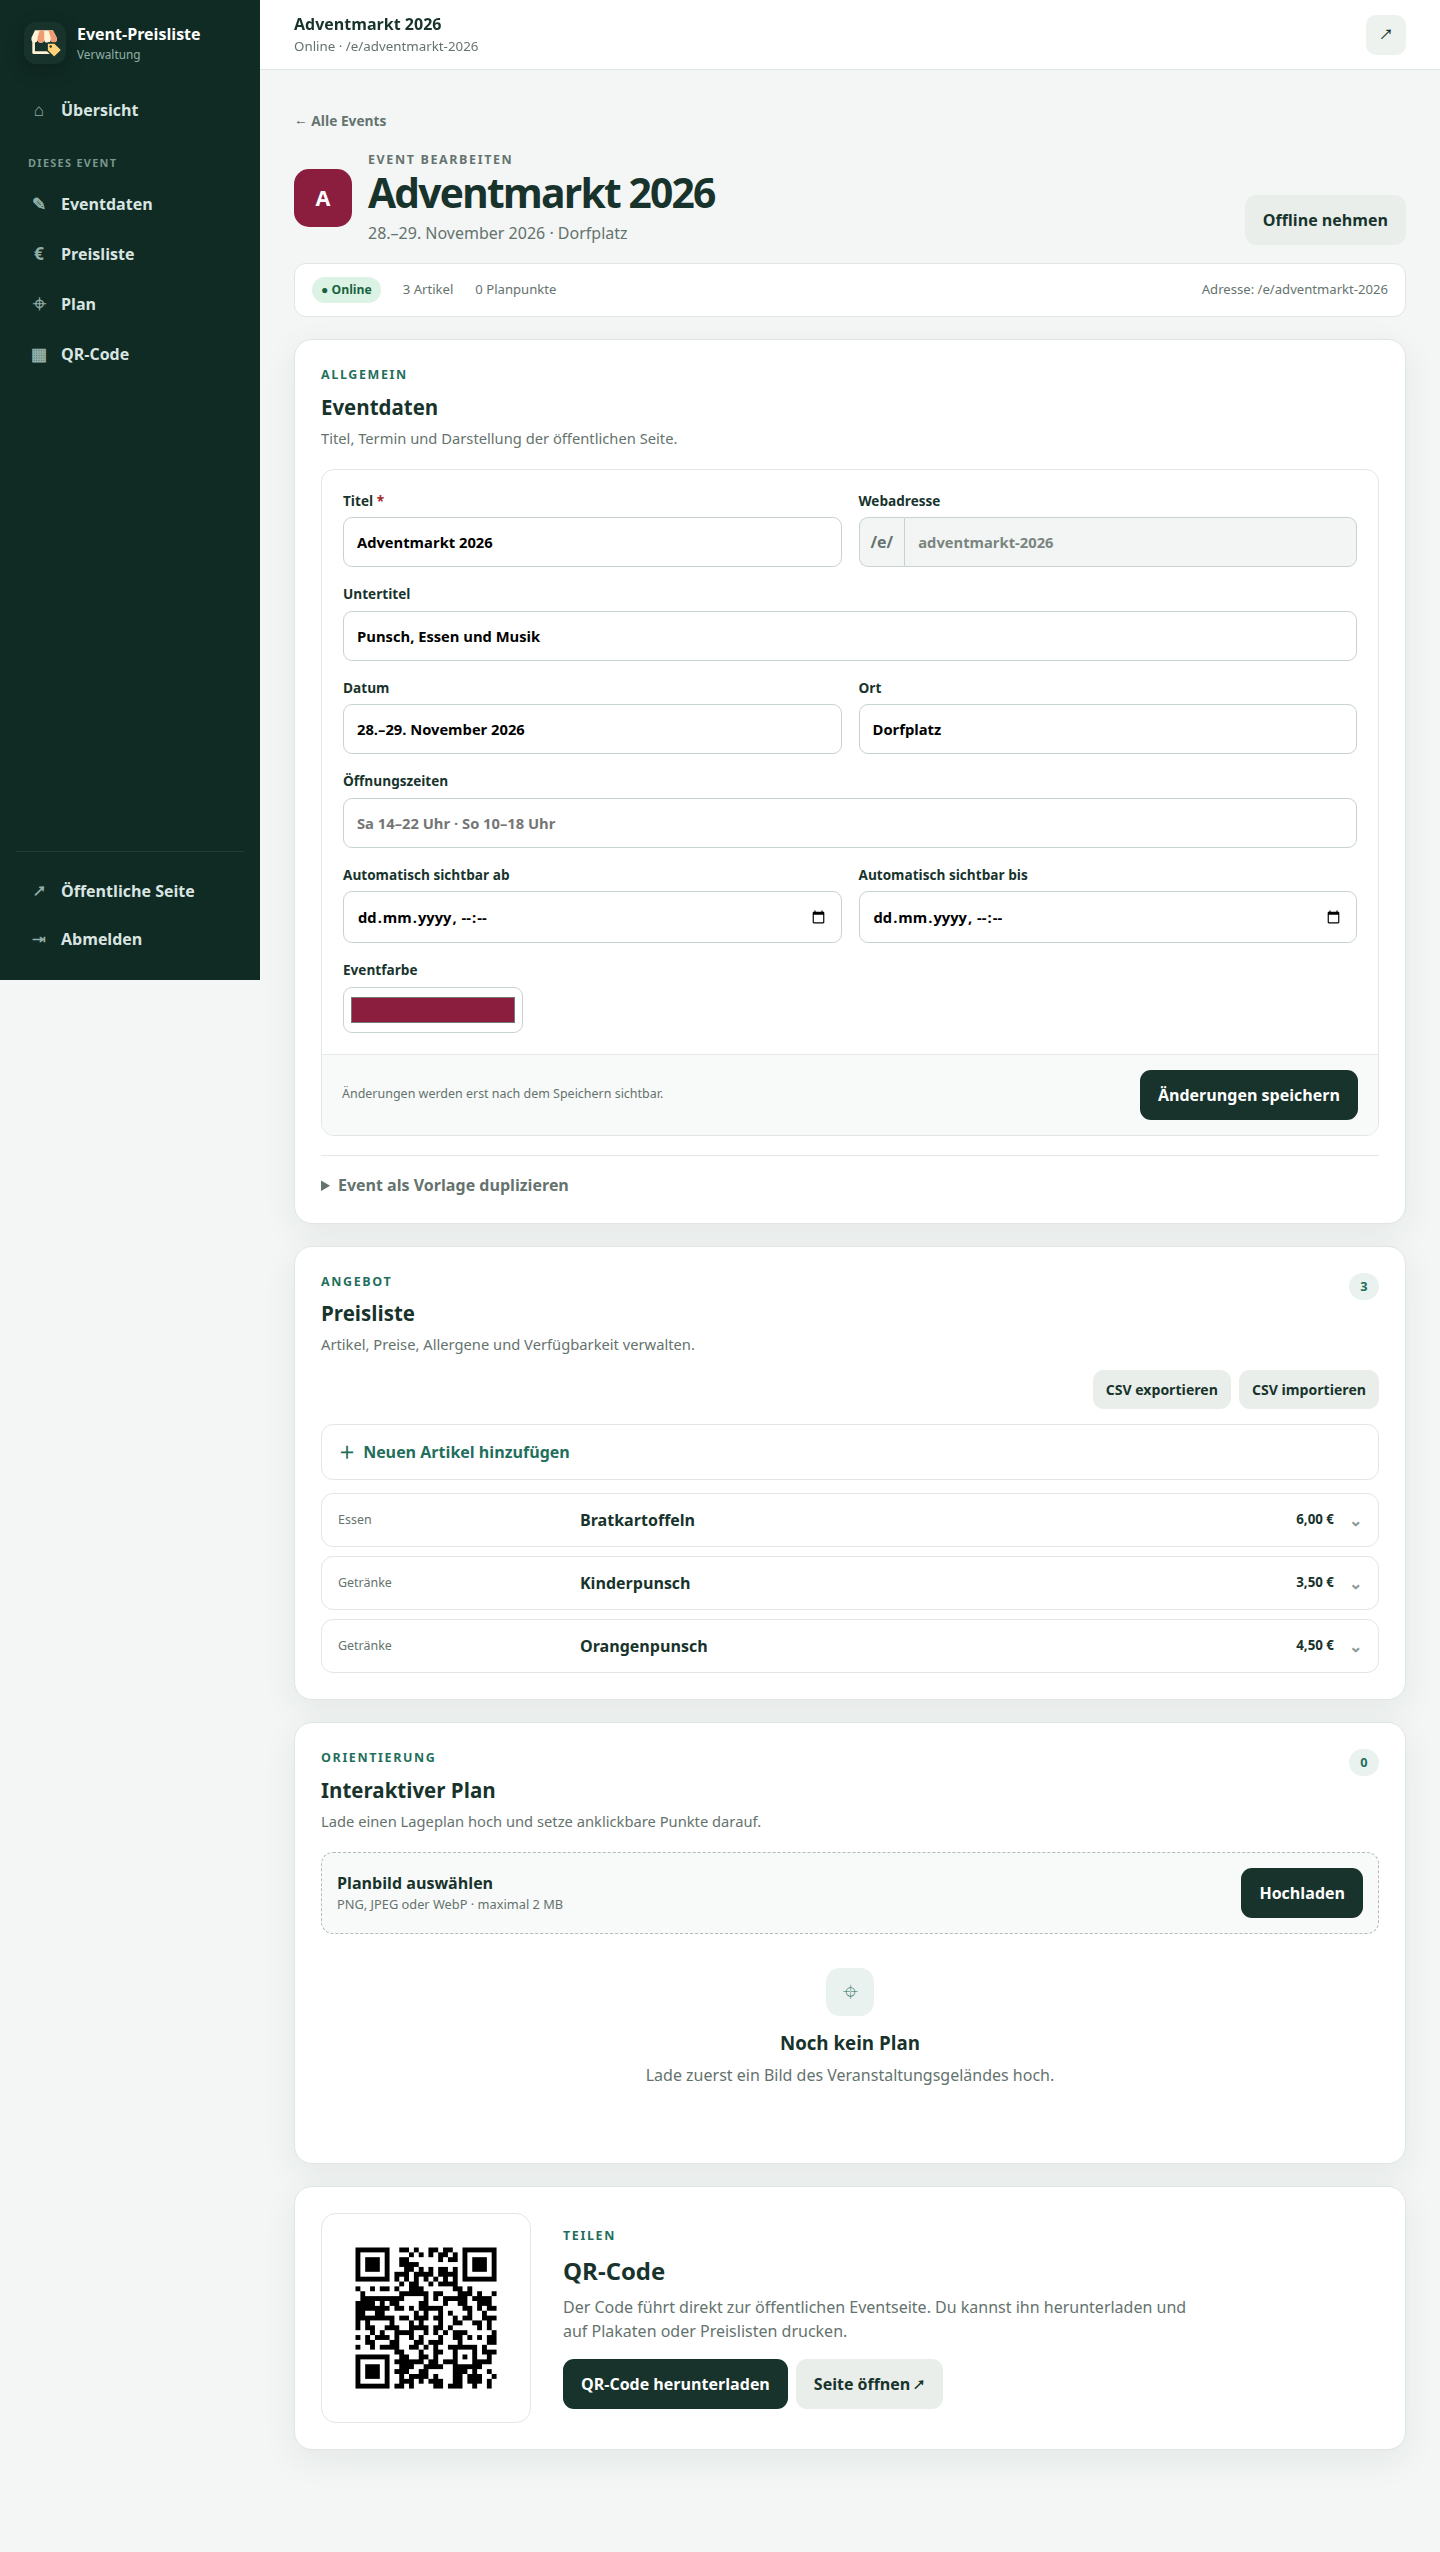 Event-Preisliste
Verwaltung
Übersicht
DIESES EVENT
Eventdaten
€ Preisliste
Plan
QR-Code
Öffentliche Seite
Abmelden
Adventmarkt 2026
Online · /e/adventmarkt-2026
↗
← Alle Events
A
EVENT BEARBEITEN
Adventmarkt 2026
28.–29. November 2026 · Dorfplatz
Offline nehmen
● Online
3 Artikel
0 Planpunkte
Adresse: /e/adventmarkt-2026
ALLGEMEIN
Eventdaten
Titel, Termin und Darstellung der öffentlichen Seite.
Titel *
Adventmarkt 2026
Webadresse
/e/ adventmarkt-2026
Untertitel
Punsch, Essen und Musik
Datum
28.–29. November 2026
Ort
Dorfplatz
Öffnungszeiten
Sa 14–22 Uhr · So 10–18 Uhr
Automatisch sichtbar ab
dd.mm.yyyy, --:--
Automatisch sichtbar bis
dd.mm.yyyy, --:--
Eventfarbe
Änderungen werden erst nach dem Speichern sichtbar.
Änderungen speichern
▶ Event als Vorlage duplizieren
ANGEBOT
3
Preisliste
Artikel, Preise, Allergene und Verfügbarkeit verwalten.
CSV exportieren
CSV importieren
+ Neuen Artikel hinzufügen
Essen Bratkartoffeln 6,00 €
Getränke Kinderpunsch 3,50 €
Getränke Orangenpunsch 4,50 €
ORIENTIERUNG
0
Interaktiver Plan
Lade einen Lageplan hoch und setze anklickbare Punkte darauf.
Planbild auswählen
PNG, JPEG oder WebP · maximal 2 MB
Hochladen
Noch kein Plan
Lade zuerst ein Bild des Veranstaltungsgeländes hoch.
TEILEN
QR-Code
Der Code führt direkt zur öffentlichen Eventseite. Du kannst ihn herunterladen und
auf Plakaten oder Preislisten drucken.
QR-Code herunterladen
Seite öffnen ↗